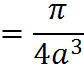 = π / 4a³